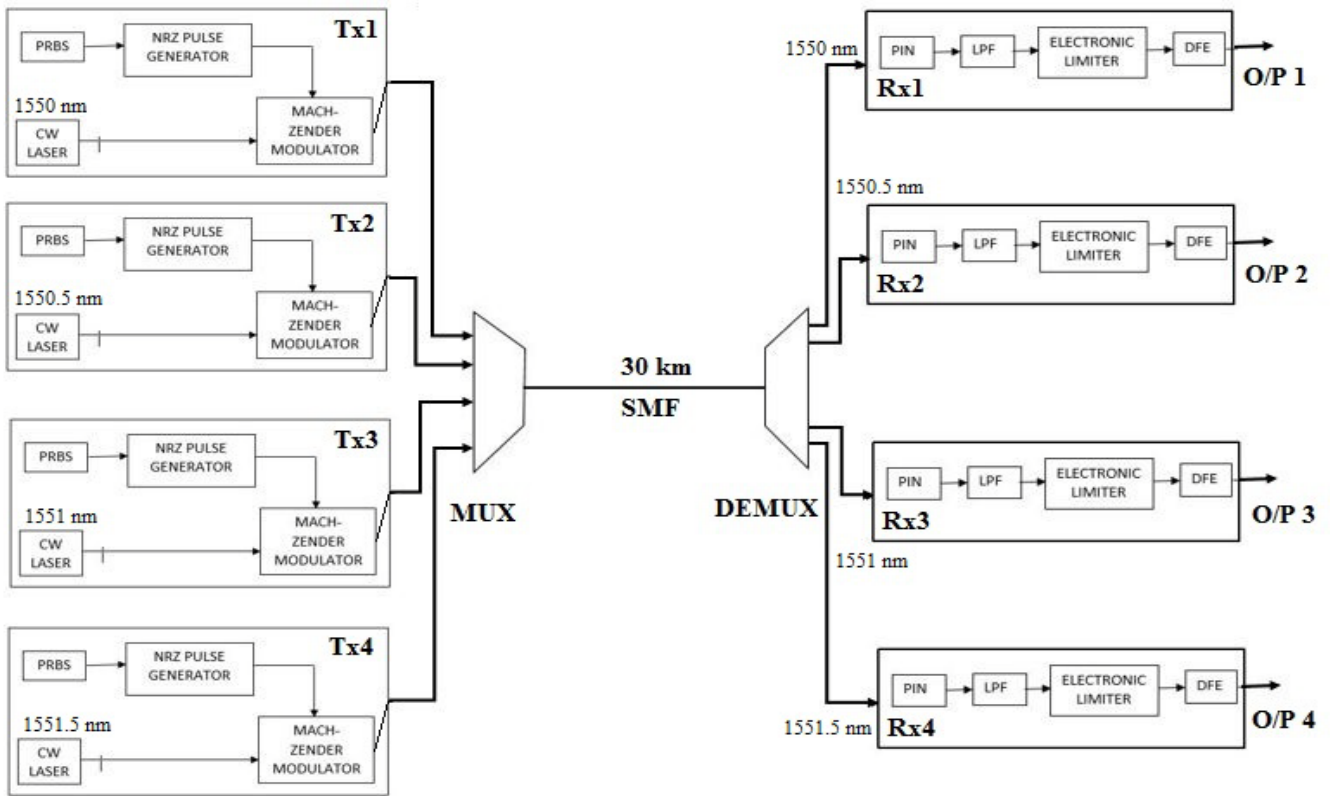 Tx1
PRBS
NRZ PULSE
GENERATOR
1550 nm
CW
LASER
MACH-
ZENDER
MODULATOR
Tx2
PRBS
NRZ PULSE
GENERATOR
1550.5 nm
CW
LASER
MACH-
ZENDER
MODULATOR
Tx3
PRBS
NRZ PULSE
GENERATOR
1551 nm
CW
LASER
MACH-
ZENDER
MODULATOR
Tx4
PRBS
NRZ PULSE
GENERATOR
1551.5 nm
CW
LASER
MACH-
ZENDER
MODULATOR
MUX
30 km
SMF
DEMUX
1550 nm
PIN
LPF
ELECTRONIC
LIMITER
DFE
Rx1
O/P 1
1550.5 nm
PIN
LPF
ELECTRONIC
LIMITER
DFE
Rx2
O/P 2
PIN
LPF
ELECTRONIC
LIMITER
DFE
Rx3
O/P 3
1551 nm
PIN
LPF
ELECTRONIC
LIMITER
DFE
Rx4
O/P 4
1551.5 nm